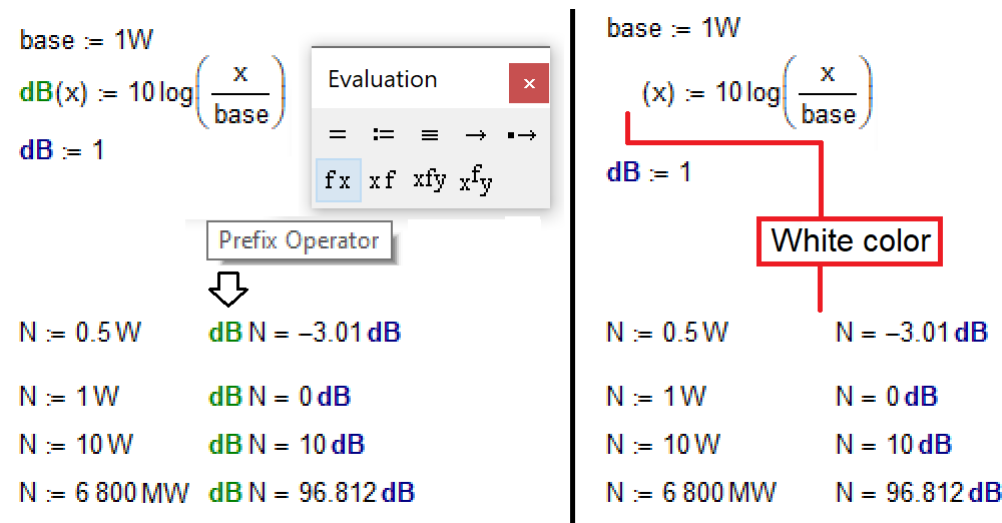 base := 1W
dB(x) := 10 log(x/base)
dB := 1
Evaluation ×
= := ≡ → ▪→
fx xf xfy xfy
Prefix Operator
N := 0.5 W dB N = −3.01 dB
N := 1 W dB N = 0 dB
N := 10 W dB N = 10 dB
N := 6 800 MW dB N = 96.812 dB
base := 1W
(x) := 10 log(x/base)
dB := 1
White color
N := 0.5 W N = −3.01 dB
N := 1 W N = 0 dB
N := 10 W N = 10 dB
N := 6 800 MW N = 96.812 dB